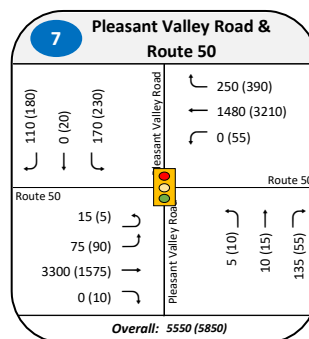 7
Pleasant Valley Road &
Route 50
110 (180)
0 (20)
170 (230)
Pleasant Valley Road
250 (390)
1480 (3210)
0 (55)
Route 50
Route 50
15 (5)
75 (90)
3300 (1575)
0 (10)
Pleasant Valley Road
5 (10)
10 (15)
135 (55)
Overall: 5550 (5850)